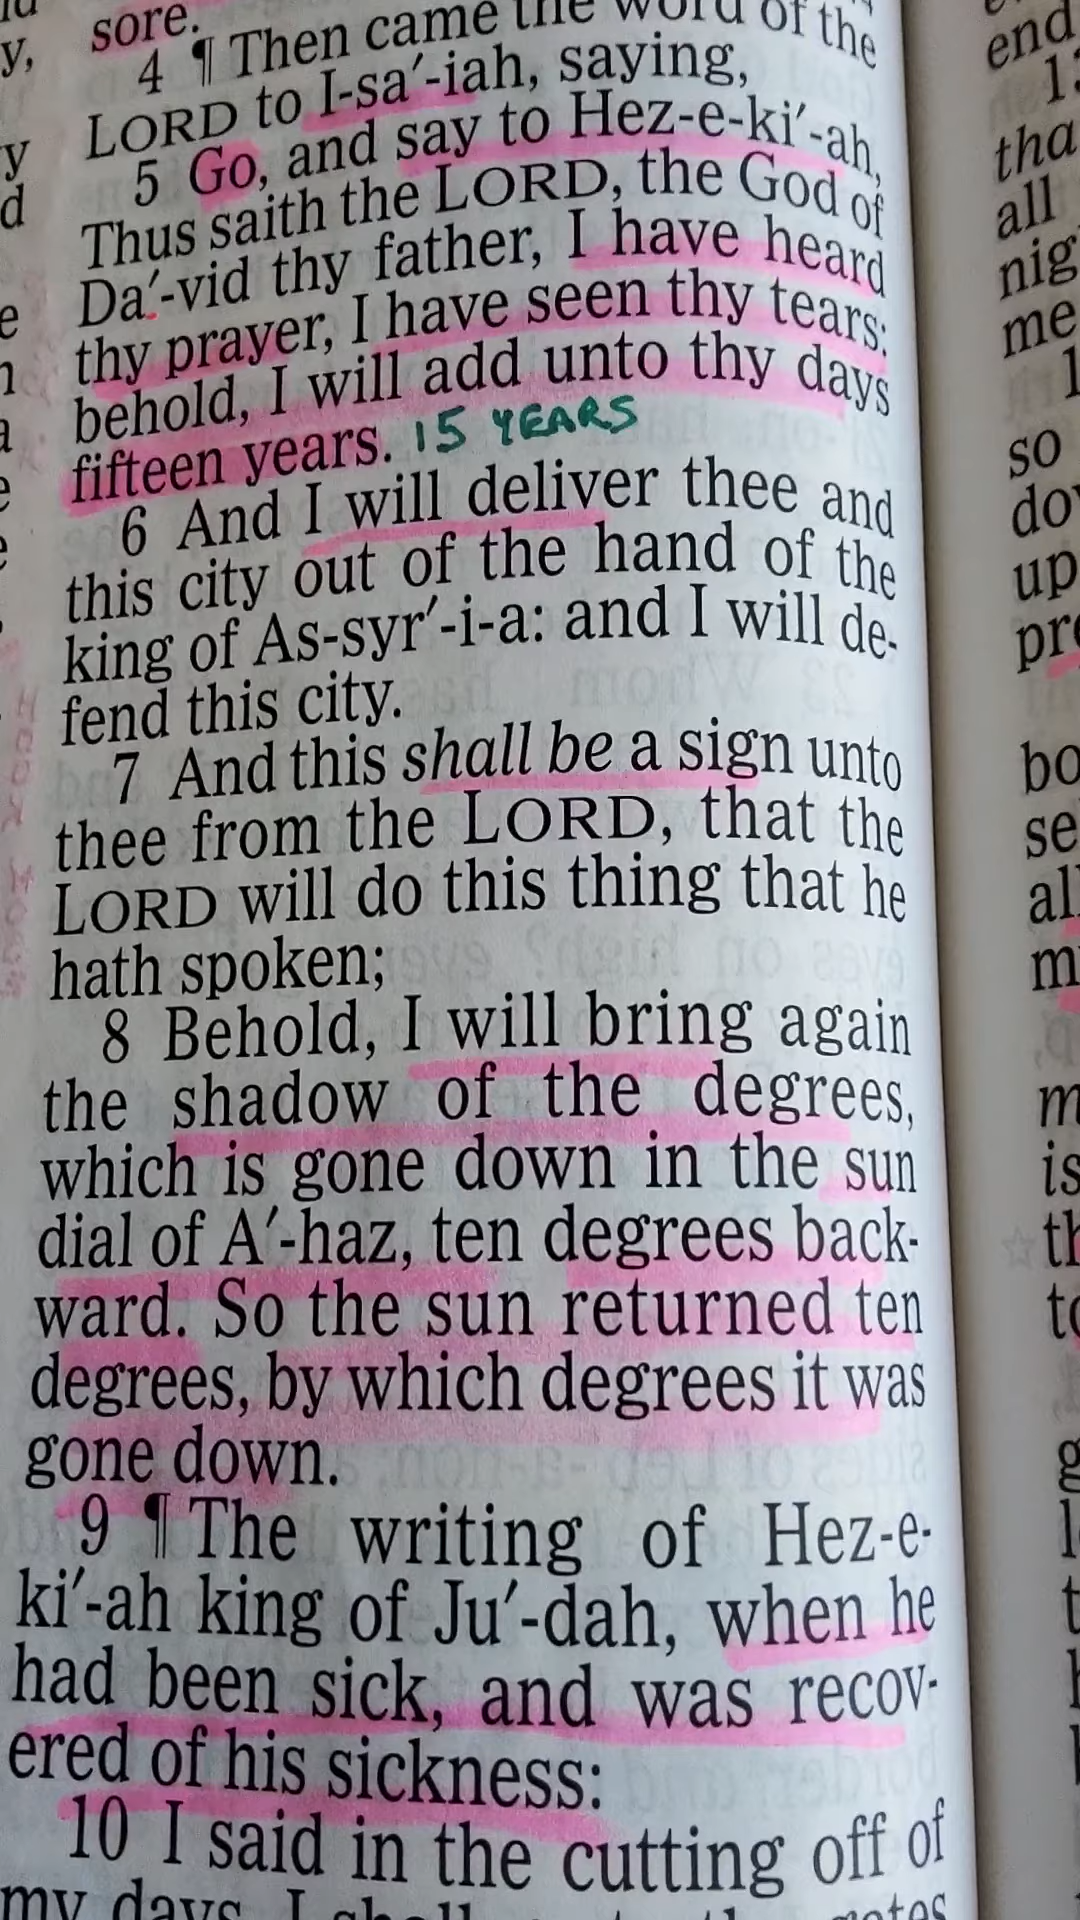 sore.
4 ¶ Then came the word of the
LORD to I-sa′-iah, saying,
5 Go, and say to Hez-e-ki′-ah,
Thus saith the LORD, the God of
Da′-vid thy father, I have heard
thy prayer, I have seen thy tears:
behold, I will add unto thy days
fifteen years. 15 YEARS
6 And I will deliver thee and
this city out of the hand of the
king of As-syr′-i-a: and I will de-
fend this city.
7 And this shall be a sign unto
thee from the LORD, that the
LORD will do this thing that he
hath spoken;
8 Behold, I will bring again
the shadow of the degrees,
which is gone down in the sun
dial of A′-haz, ten degrees back-
ward. So the sun returned ten
degrees, by which degrees it was
gone down.
9 ¶ The writing of Hez-e-
ki′-ah king of Ju′-dah, when he
had been sick, and was recov-
ered of his sickness:
10 I said in the cutting off of
my days, I shall
end
all
me
so
up